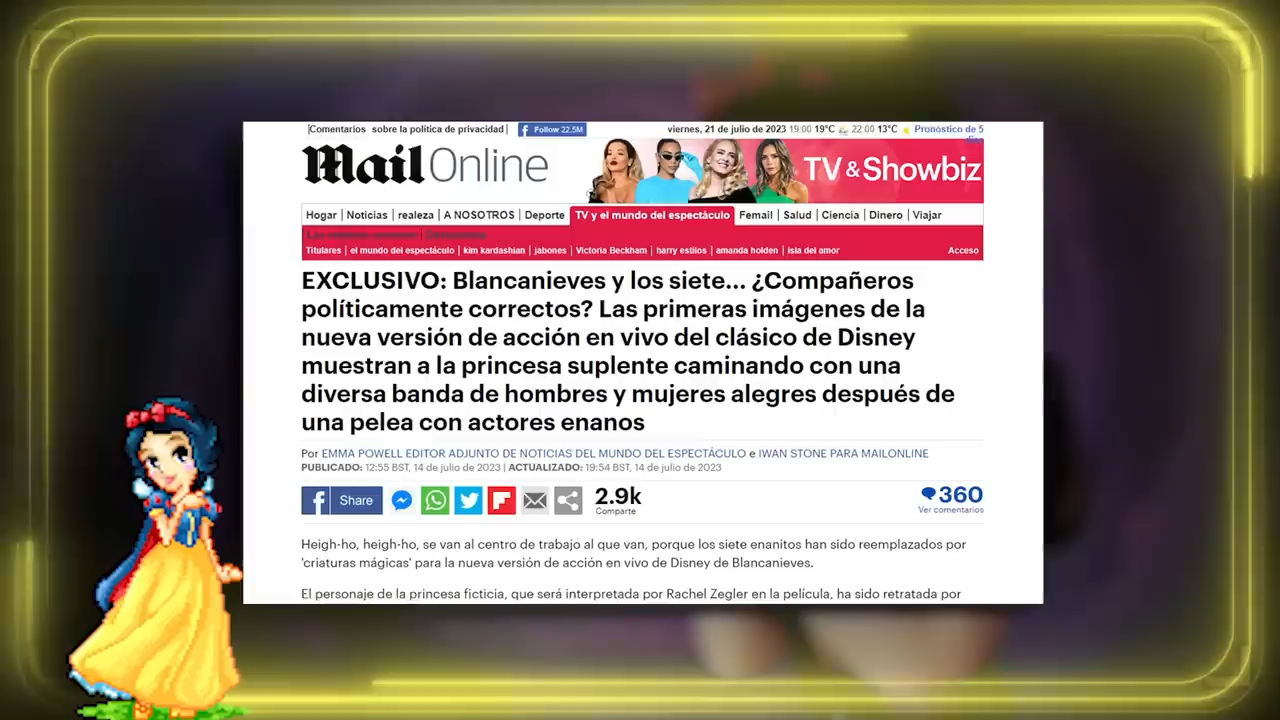 Comentarios sobre la política de privacidad
Follow 22.5M
viernes, 21 de julio de 2023 19:00 19°C 22:00 13°C Pronóstico de 5
Mail Online
TV & Showbiz
Hogar Noticias realeza A NOSOTROS Deporte TV y el mundo del espectáculo Femail Salud Ciencia Dinero Viajar
Titulares el mundo del espectáculo kim kardashian jabones Victoria Beckham harry estilos amanda holden isla del amor Acceso
EXCLUSIVO: Blancanieves y los siete... ¿Compañeros
políticamente correctos? Las primeras imágenes de la
nueva versión de acción en vivo del clásico de Disney
muestran a la princesa suplente caminando con una
diversa banda de hombres y mujeres alegres después de
una pelea con actores enanos
Por EMMA POWELL EDITOR ADJUNTO DE NOTICIAS DEL MUNDO DEL ESPECTÁCULO e IWAN STONE PARA MAILONLINE
PUBLICADO: 12:55 BST, 14 de julio de 2023 | ACTUALIZADO: 19:54 BST, 14 de julio de 2023
Share
2.9k
Comparte
360
Ver comentarios
Heigh-ho, heigh-ho, se van al centro de trabajo al que van, porque los siete enanitos han sido reemplazados por
'criaturas mágicas' para la nueva versión de acción en vivo de Disney de Blancanieves.
El personaje de la princesa ficticia, que será interpretada por Rachel Zegler en la película, ha sido retratada por